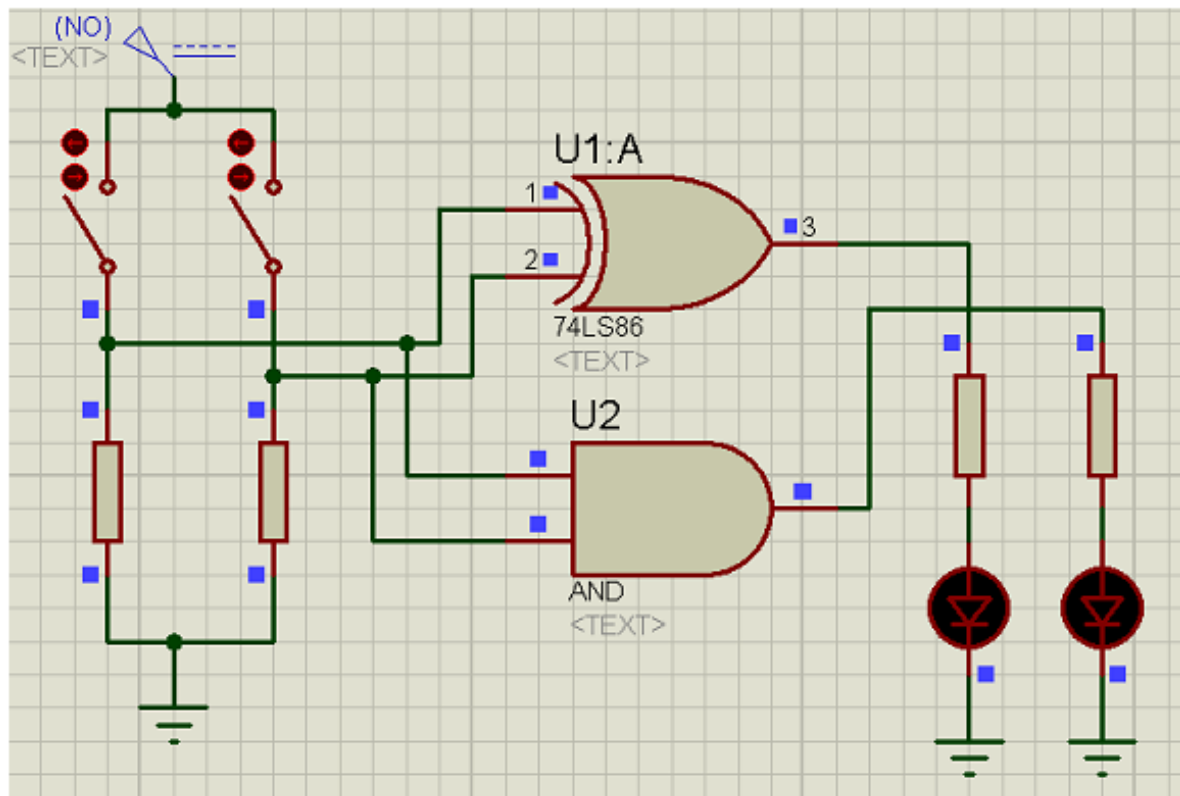 (NO)
<TEXT>
U1:A
1
2
3
74LS86
<TEXT>
U2
AND
<TEXT>